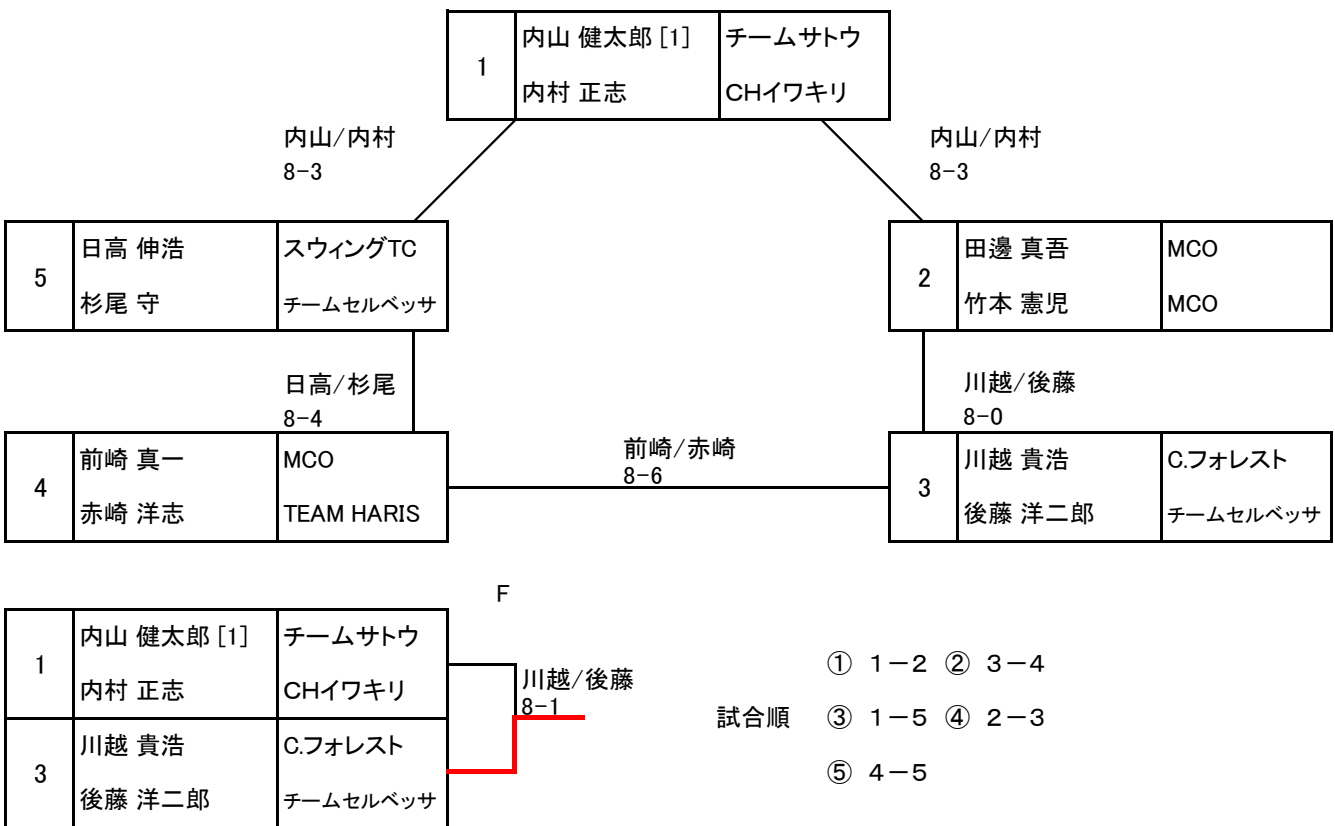 1 内山 健太郎 [1] チームサトウ
内村 正志 CHイワキリ
内山/内村 内山/内村
8-3 8-3
5 日高 伸浩 スウィングTC
杉尾 守 チームセルベッサ
2 田邊 真吾 MCO
竹本 憲児 MCO
日高/杉尾
8-4
川越/後藤
8-0
4 前崎 真一 MCO
赤崎 洋志 TEAM HARIS
前崎/赤崎
8-6
3 川越 貴浩 C.フォレスト
後藤 洋二郎 チームセルベッサ
F
1 内山 健太郎 [1] チームサトウ
内村 正志 CHイワキリ
3 川越 貴浩 C.フォレスト
後藤 洋二郎 チームセルベッサ
川越/後藤
8-1
① 1-2 ② 3-4
試合順 ③ 1-5 ④ 2-3
⑤ 4-5